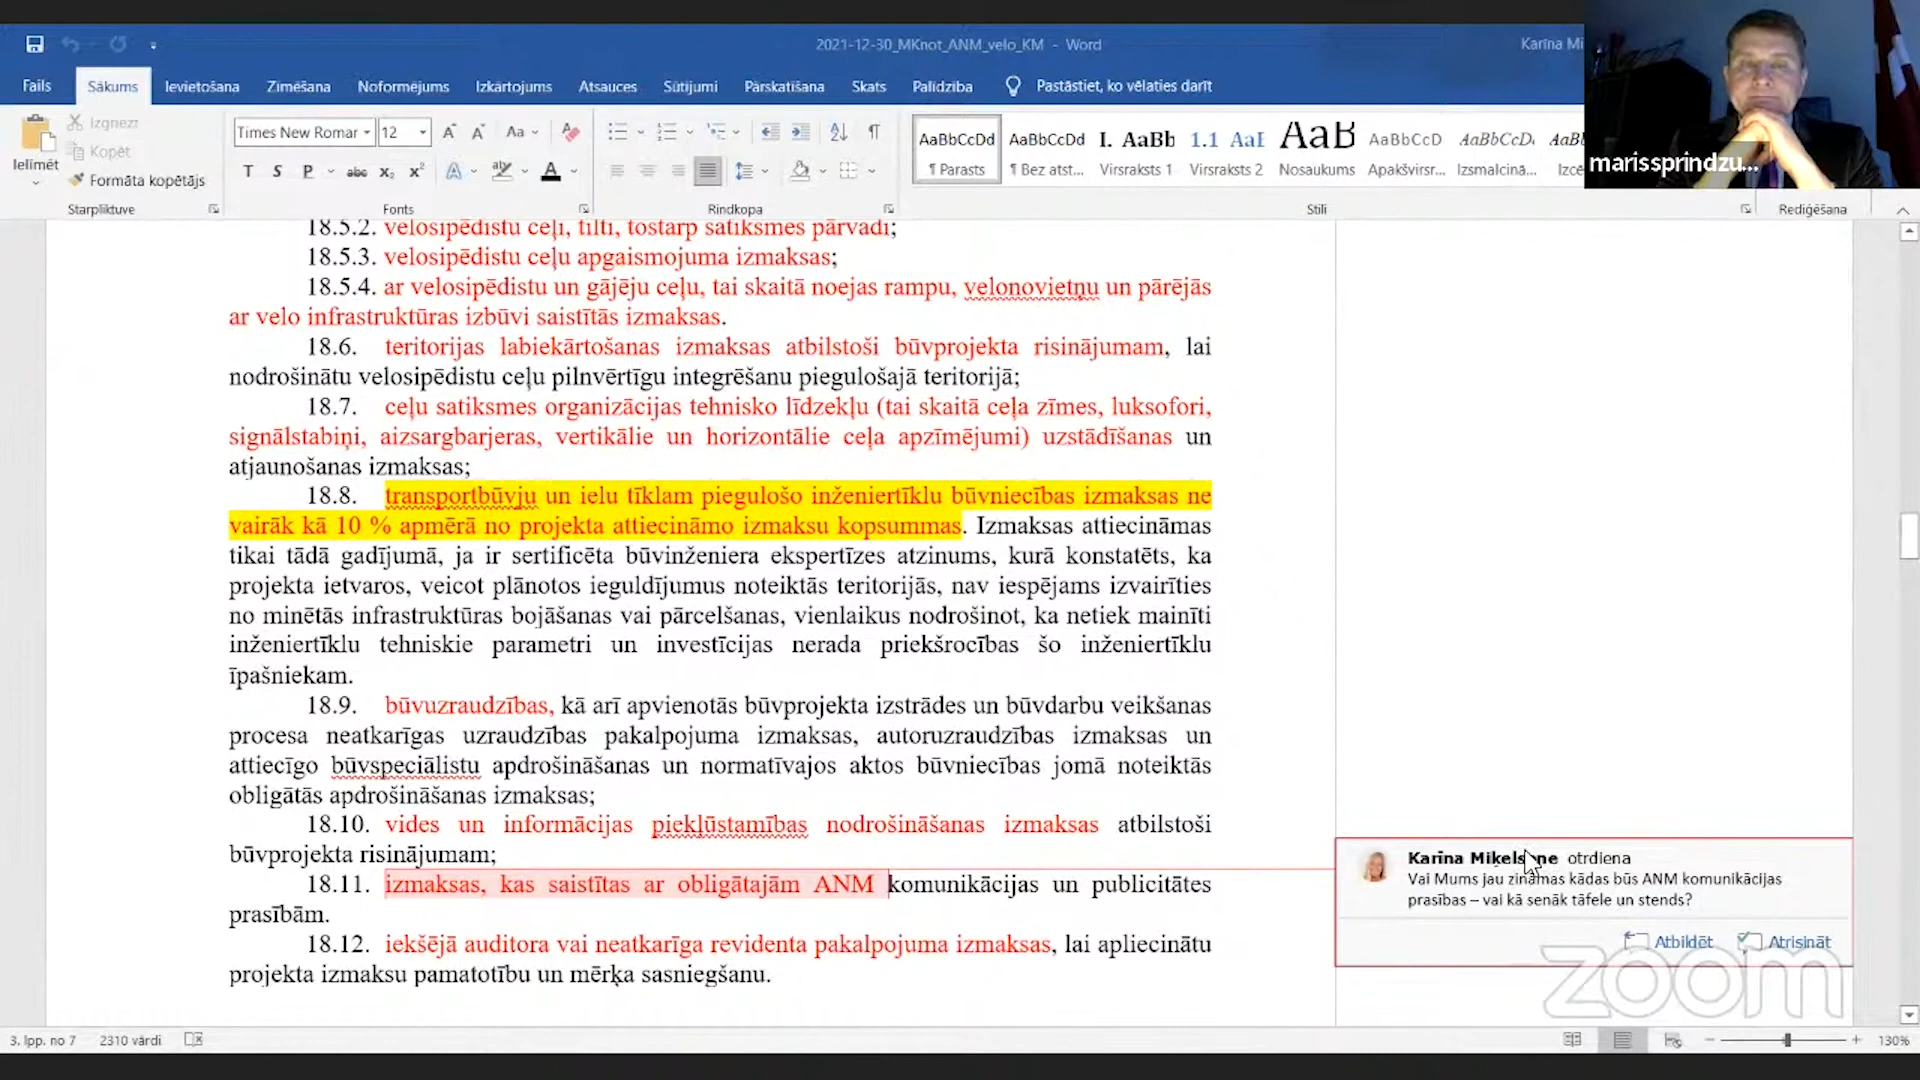 2021-12-30_MKnot_ANM_velo_KM - Word
Karīna Mi
Fails Sākums Ievietošana Zīmēšana Noformējums Izkārtojums Atsauces Sūtījumi Pārskatīšana Skats Palīdzība Pastāstiet, ko vēlaties darīt
marissprindzu...
Ielīmēt
Izgriezt
Kopēt
Formāta kopētājs
Starpliktuve
Times New Romar 12
Fonts
Rindkopa
AaBbCcDd AaBbCcDd I. AaBb 1.1 AaE AaB AaBbCcD AaBbCcD. AaBb
¶ Parasts ¶ Bez atst... Virsraksts 1 Virsraksts 2 Nosaukums Apakšvirsr... Izsmalcinā... Izce
Stili
Rediģēšana
18.5.2. velosipēdistu ceļi, tilti, tostarp satiksmes pārvadi;
18.5.3. velosipēdistu ceļu apgaismojuma izmaksas;
18.5.4. ar velosipēdistu un gājēju ceļu, tai skaitā noejas rampu, velonovietņu un pārējās
ar velo infrastruktūras izbūvi saistītās izmaksas.
18.6. teritorijas labiekārtošanas izmaksas atbilstoši būvprojekta risinājumam, lai
nodrošinātu velosipēdistu ceļu pilnvērtīgu integrēšanu piegulošajā teritorijā;
18.7. ceļu satiksmes organizācijas tehnisko līdzekļu (tai skaitā ceļa zīmes, luksofori,
signālstabiņi, aizsargbarjeras, vertikālie un horizontālie ceļa apzīmējumi) uzstādīšanas un
atjaunošanas izmaksas;
18.8. transportbūvju un ielu tīklam piegulošo inženiertīklu būvniecības izmaksas ne
vairāk kā 10 % apmērā no projekta attiecināmo izmaksu kopsummas. Izmaksas attiecināmas
tikai tādā gadījumā, ja ir sertificēta būvinženiera ekspertīzes atzinums, kurā konstatēts, ka
projekta ietvaros, veicot plānotos ieguldījumus noteiktās teritorijās, nav iespējams izvairīties
no minētās infrastruktūras bojāšanas vai pārcelšanas, vienlaikus nodrošinot, ka netiek mainīti
inženiertīklu tehniskie parametri un investīcijas nerada priekšrocības šo inženiertīklu
īpašniekam.
18.9. būvuzraudzības, kā arī apvienotās būvprojekta izstrādes un būvdarbu veikšanas
procesa neatkarīgas uzraudzības pakalpojuma izmaksas, autoruzraudzības izmaksas un
attiecīgo būvspeciālistu apdrošināšanas un normatīvajos aktos būvniecības jomā noteiktās
obligātās apdrošināšanas izmaksas;
18.10. vides un informācijas piekļūstamības nodrošināšanas izmaksas atbilstoši
būvprojekta risinājumam;
18.11. izmaksas, kas saistītas ar obligātajām ANM komunikācijas un publicitātes
prasībām.
18.12. iekšējā auditora vai neatkarīga revidenta pakalpojuma izmaksas, lai apliecinātu
projekta izmaksu pamatotību un mērķa sasniegšanu.
Karīna Miķelsone otrdiena
Vai Mums jau zināmas kādas būs ANM komunikācijas
prasības – vai kā senāk tāfele un stends?
Atbildēt Atrisināt
zoom
3. lpp. no 7 2310 vārdi
130%